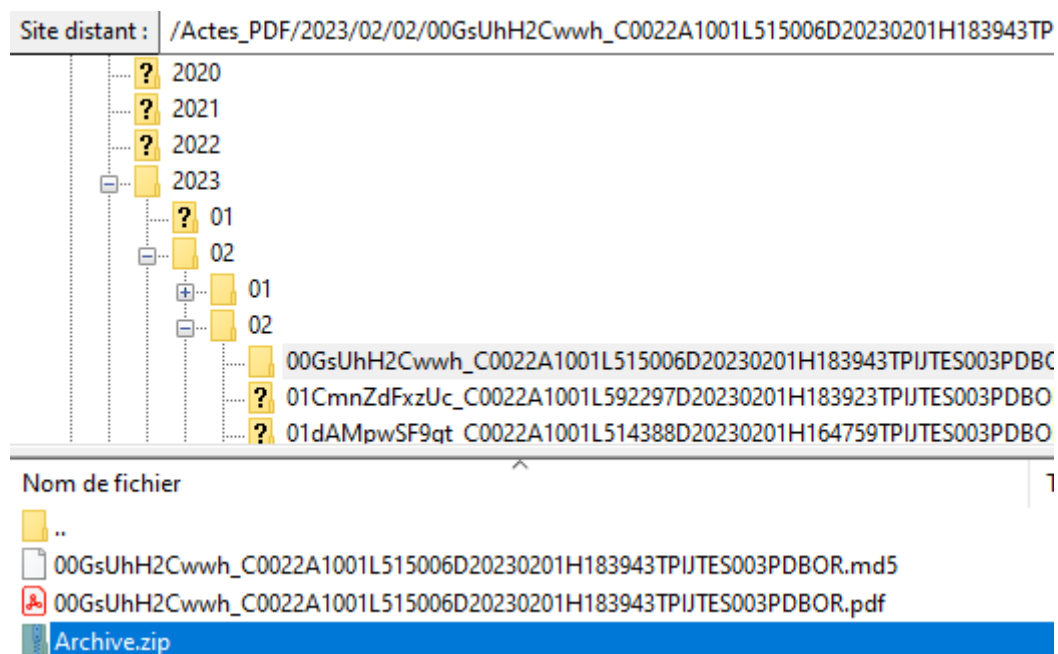 Site distant : /Actes_PDF/2023/02/02/00GsUhH2Cwwh_C0022A1001L515006D20230201H183943TP
2020
2021
2022
2023
01
02
01
02
00GsUhH2Cwwh_C0022A1001L515006D20230201H183943TPIJTES003PDBO
01CmnZdFxzUc_C0022A1001L592297D20230201H183923TPIJTES003PDBO
01dAMpwSF9qt_C0022A1001L514388D20230201H164759TPIJTES003PDBO
Nom de fichier T
..
00GsUhH2Cwwh_C0022A1001L515006D20230201H183943TPIJTES003PDBOR.md5
00GsUhH2Cwwh_C0022A1001L515006D20230201H183943TPIJTES003PDBOR.pdf
Archive.zip